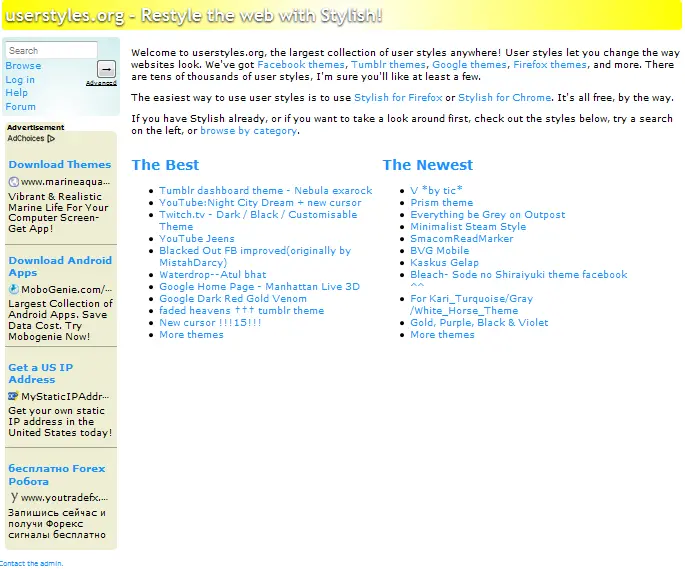 userstyles.org - Restyle the web with Stylish!
Search
Browse
Log in
Help
Forum
→
Advanced
Advertisement
AdChoices
Download Themes
www.marineaqua...
Vibrant & Realistic
Marine Life For Your
Computer Screen-
Get App!
Download Android
Apps
MoboGenie.com/...
Largest Collection of
Android Apps. Save
Data Cost. Try
Mobogenie Now!
Get a US IP
Address
MyStaticIPAddr...
Get your own static
IP address in the
United States today!
бесплатно Forex
Робота
www.youtradefx....
Запишись сейчас и
получи Форекс
сигналы бесплатно
Contact the admin.
Welcome to userstyles.org, the largest collection of user styles anywhere! User styles let you change the way
websites look. We've got Facebook themes, Tumblr themes, Google themes, Firefox themes, and more. There
are tens of thousands of user styles, I'm sure you'll like at least a few.
The easiest way to use user styles is to use Stylish for Firefox or Stylish for Chrome. It's all free, by the way.
If you have Stylish already, or if you want to take a look around first, check out the styles below, try a search
on the left, or browse by category.
The Best
Tumblr dashboard theme - Nebula exarock
YouTube:Night City Dream + new cursor
Twitch.tv - Dark / Black / Customisable
Theme
YouTube Jeens
Blacked Out FB improved(originally by
MistahDarcy)
Waterdrop--Atul bhat
Google Home Page - Manhattan Live 3D
Google Dark Red Gold Venom
faded heavens ††† tumblr theme
New cursor !!!15!!!
More themes
The Newest
V *by tic*
Prism theme
Everything be Grey on Outpost
Minimalist Steam Style
SmacomReadMarker
BVG Mobile
Kaskus Gelap
Bleach- Sode no Shiraiyuki theme facebook
^^
For Kari_Turquoise/Gray
/White_Horse_Theme
Gold, Purple, Black & Violet
More themes